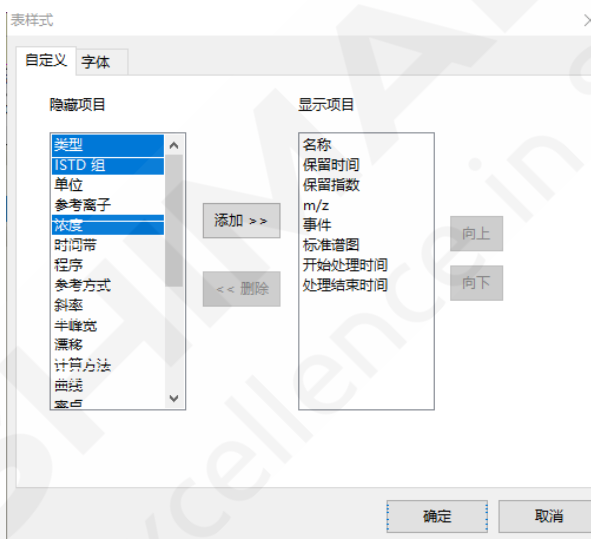 表样式
自定义 字体
隐藏项目 显示项目
类型
ISTD 组
单位
参考离子
浓度
时间带
程序
参考方式
斜率
半峰宽
漂移
计算方法
曲线
零点
添加 >>
<< 删除
名称
保留时间
保留指数
m/z
事件
标准谱图
开始处理时间
处理结束时间
向上
向下
确定 取消